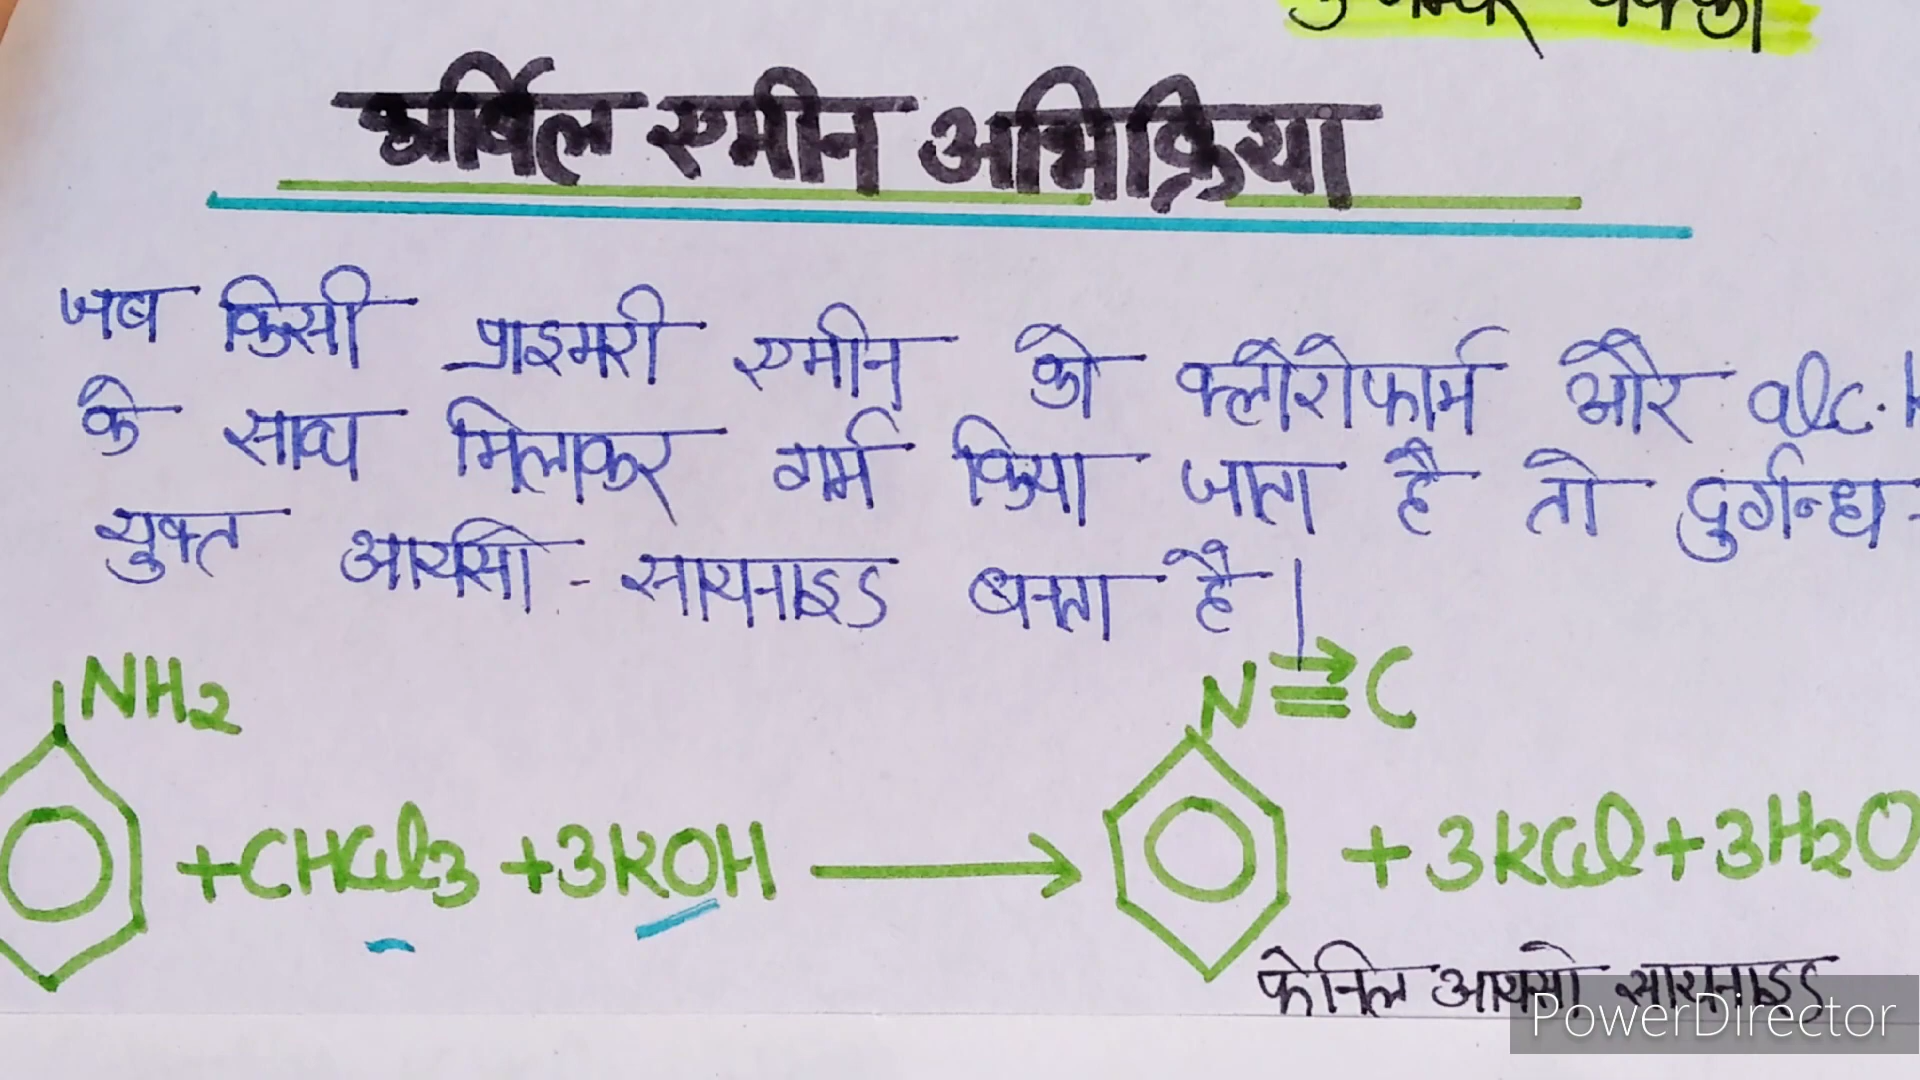 कार्बिल एमीन अभिक्रिया
जब किसी प्राइमरी एमीन को क्लोरोफार्म और alc.
के साथ मिलाकर गर्म किया जाता है तो दुर्गन्ध-
युक्त आयसो-सायनाइड बनता है।
NH2
N≡C
+CHCl3 +3KOH → +3KCl+3H2O
फेनिल आयसो सायनाइड
PowerDirector